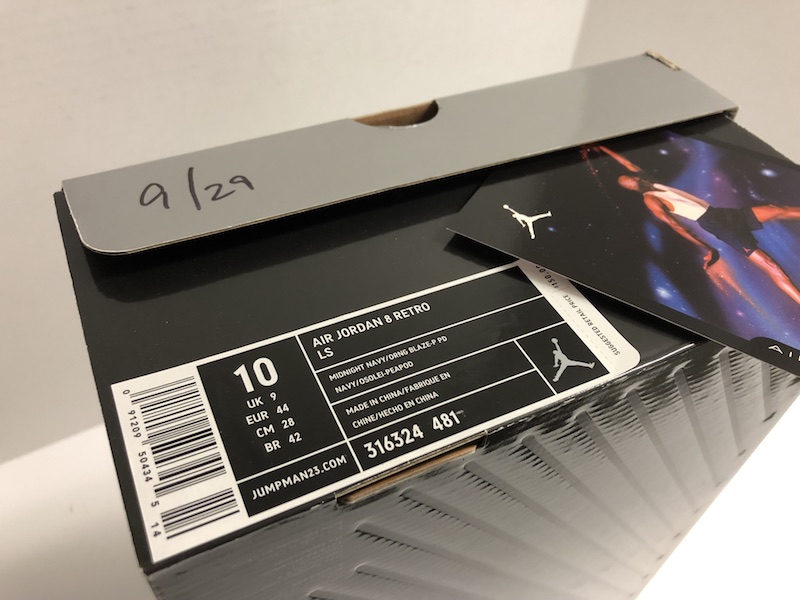 9/29
AIR JORDAN 8 RETRO
LS
MIDNIGHT NAVY/ORNG BLAZE-P PD
NAVY/OSOLEI-PEAPOD
MADE IN CHINA/FABRIQUE EN
CHINE/HECHO EN CHINA
316324 481
10
UK 9
EUR 44
CM 28
BR 42
JUMPMAN23.COM
0 91209 50434 5 14
SUGGESTED RETAIL PRICE